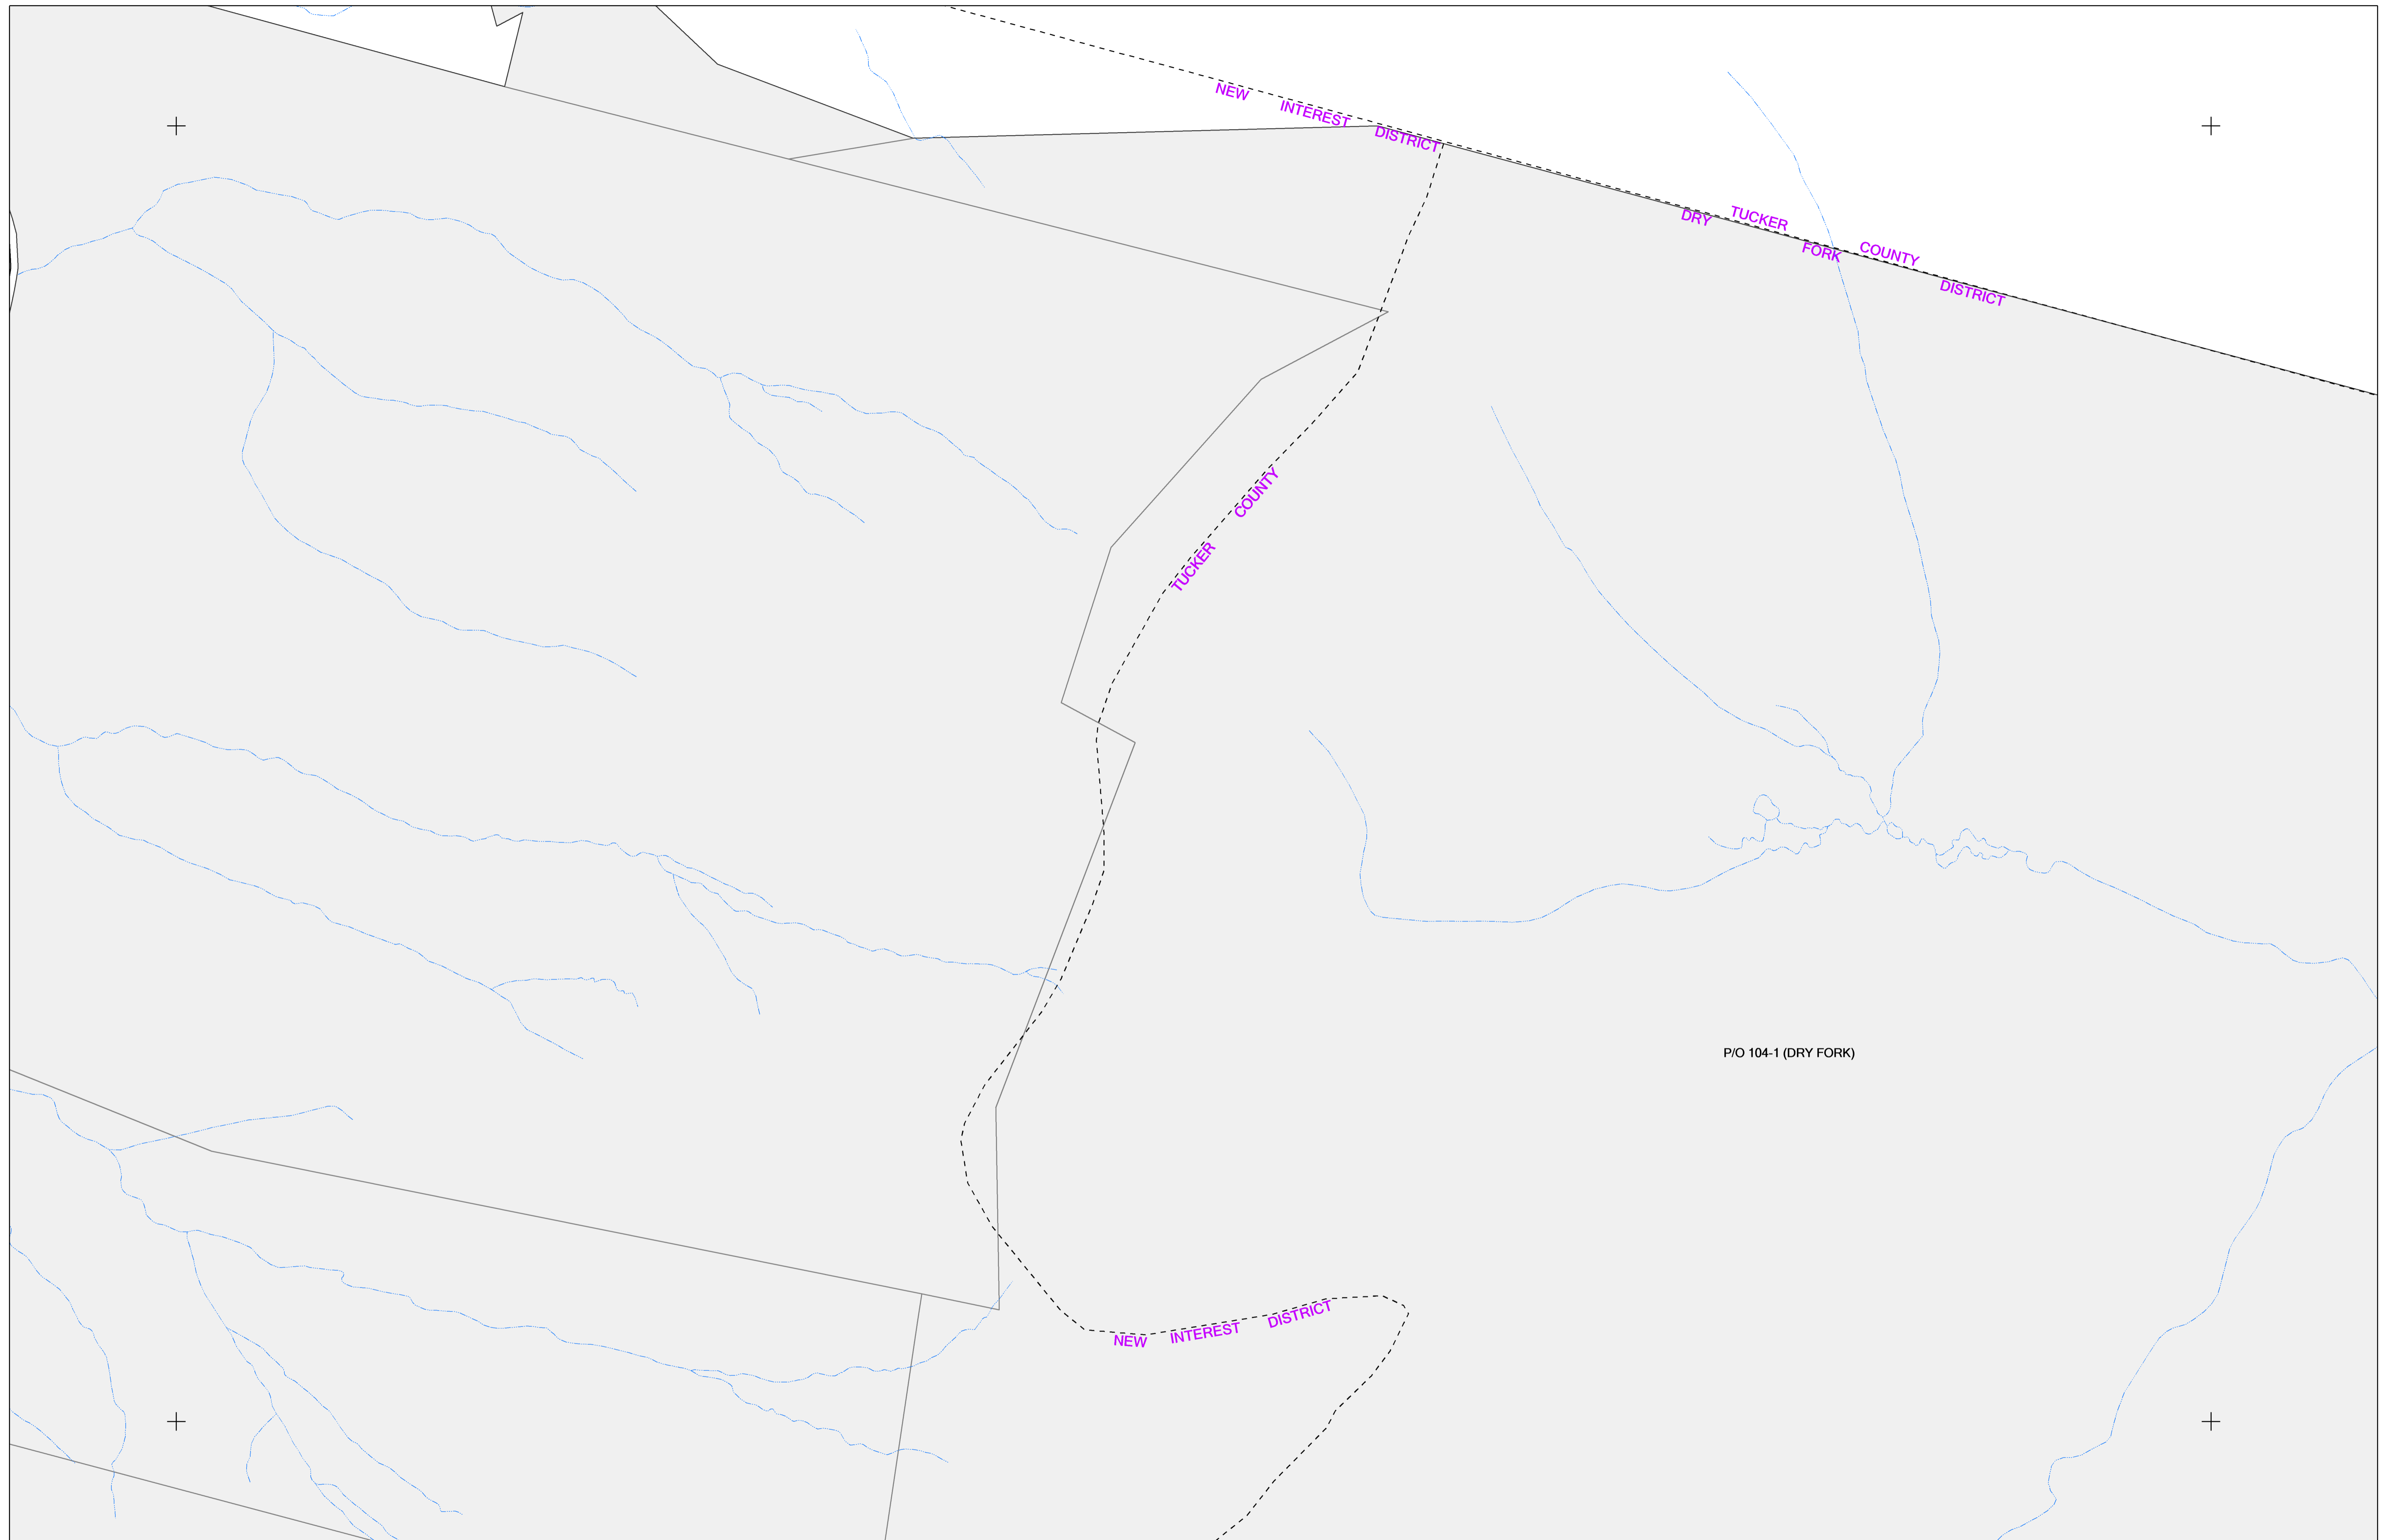 NEW INTEREST DISTRICT
TUCKER COUNTY
DRY FORK DISTRICT
TUCKER COUNTY
P/O 104-1 (DRY FORK)
NEW INTEREST DISTRICT